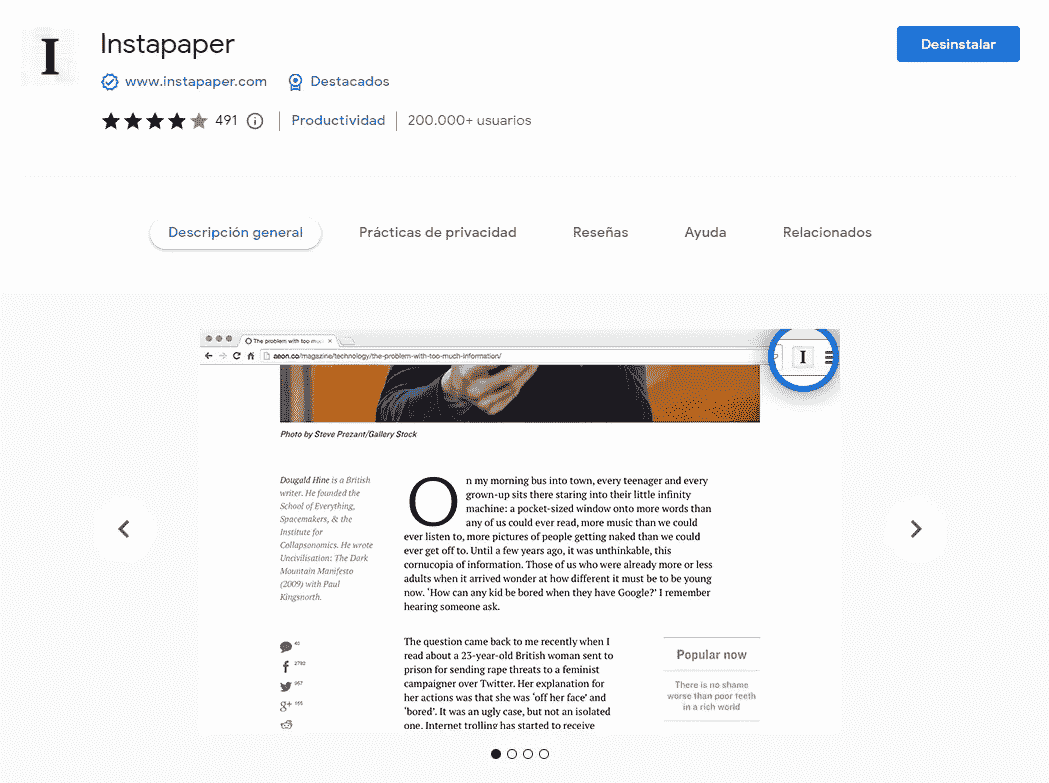 I
Instapaper
Desinstalar
www.instapaper.com Destacados
491 Productividad 200.000+ usuarios
Descripción general Prácticas de privacidad Reseñas Ayuda Relacionados
The problem with too muc
aeon.co/magazine/technology/the-problem-with-too-much-information/
I
Photo by Steve Prezant/Gallery Stock
Dougald Hine is a British
writer. He founded the
School of Everything,
Spacemakers, & the
Institute for
Collapsonomics. He wrote
Uncivilisation: The Dark
Mountain Manifesto
(2009) with Paul
Kingsnorth.
On my morning bus into town, every teenager and every
grown-up sits there staring into their little infinity
machine: a pocket-sized window onto more words than
any of us could ever read, more music than we could
ever listen to, more pictures of people getting naked than we could
ever get off to. Until a few years ago, it was unthinkable, this
cornucopia of information. Those of us who were already more or less
adults when it arrived wonder at how different it must be to be young
now. ‘How can any kid be bored when they have Google?’ I remember
hearing someone ask.
The question came back to me recently when I
read about a 23-year-old British woman sent to
prison for sending rape threats to a feminist
campaigner over Twitter. Her explanation for
her actions was that she was ‘off her face’ and
‘bored’. It was an ugly case, but not an isolated
one. Internet trolling has started to receive
Popular now
There is no shame
worse than poor teeth
in a rich world